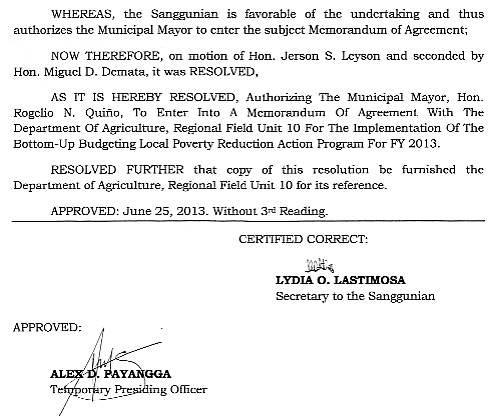 WHEREAS, the Sanggunian is favorable of the undertaking and thus
authorizes the Municipal Mayor to enter the subject Memorandum of Agreement;
NOW THEREFORE, on motion of Hon. Jerson S. Leyson and seconded by
Hon. Miguel D. Demata, it was RESOLVED,
AS IT IS HEREBY RESOLVED, Authorizing The Municipal Mayor, Hon.
Rogelio N. Quiño, To Enter Into A Memorandum Of Agreement With The
Department Of Agriculture, Regional Field Unit 10 For The Implementation Of The
Bottom-Up Budgeting Local Poverty Reduction Action Program For FY 2013.
RESOLVED FURTHER that copy of this resolution be furnished the
Department of Agriculture, Regional Field Unit 10 for its reference.
APPROVED: June 25, 2013. Without 3rd Reading.
CERTIFIED CORRECT:
LYDIA O. LASTIMOSA
Secretary to the Sanggunian
APPROVED:
ALEX D. PAYANGGA
Temporary Presiding Officer